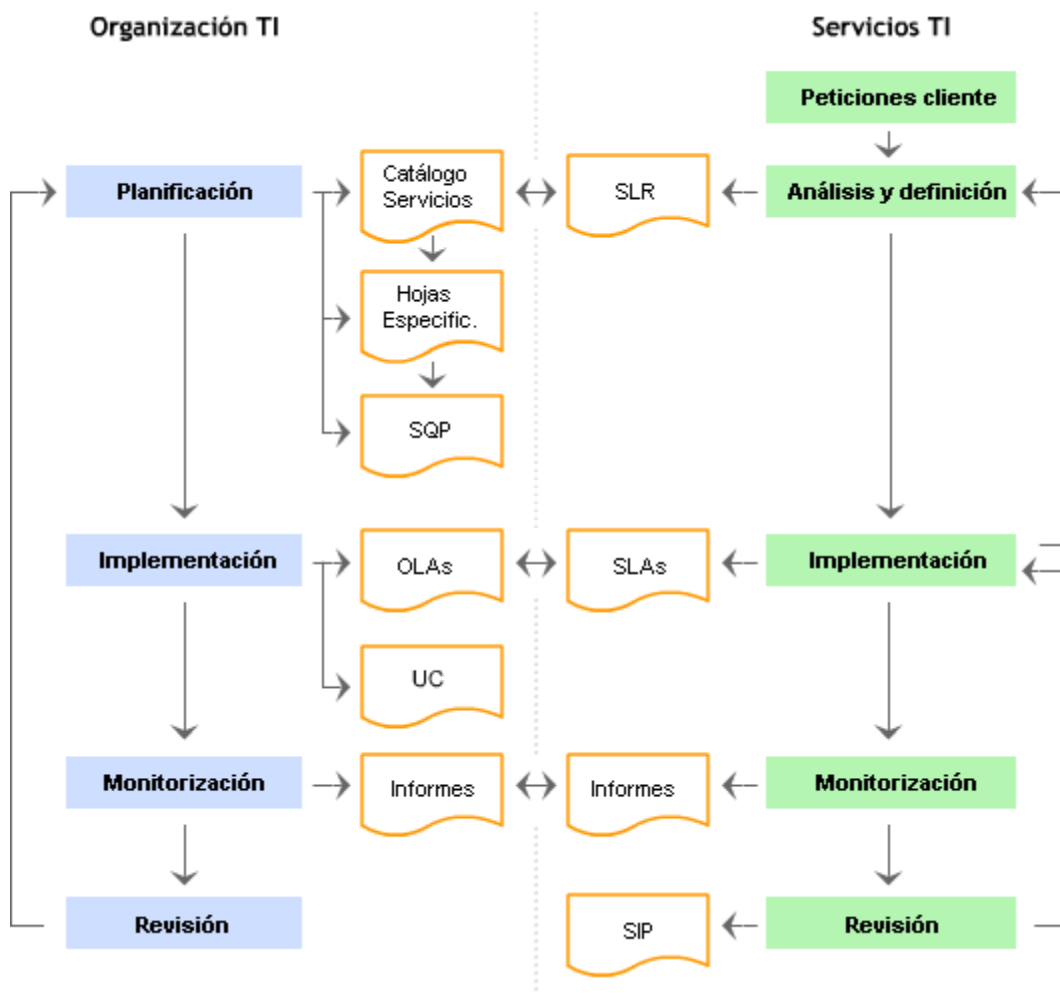 Organización TI
Servicios TI
Peticiones cliente
Planificación
Catálogo
Servicios
SLR
Análisis y definición
Hojas
Especific.
SQP
Implementación
OLAs
SLAs
Implementación
UC
Monitorización
Informes
Informes
Monitorización
Revisión
SIP
Revisión